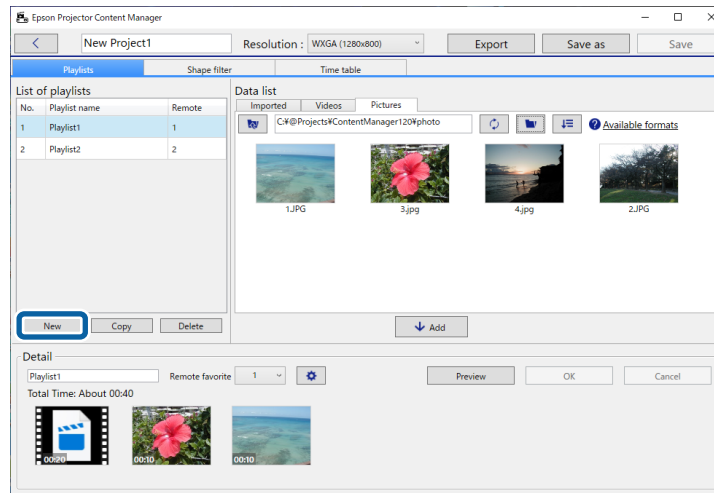 Epson Projector Content Manager
New Project1 Resolution : WXGA (1280x800) Export Save as Save
Playlists Shape filter Time table
List of playlists
No. Playlist name Remote
1 Playlist1 1
2 Playlist2 2
New Copy Delete
Data list
Imported Videos Pictures
C:¥@Projects¥ContentManager120¥photo Available formats
1.JPG 3.jpg 4.jpg 2.JPG
Add
Detail
Playlist1 Remote favorite 1 Preview OK Cancel
Total Time: About 00:40
00:20 00:10 00:10